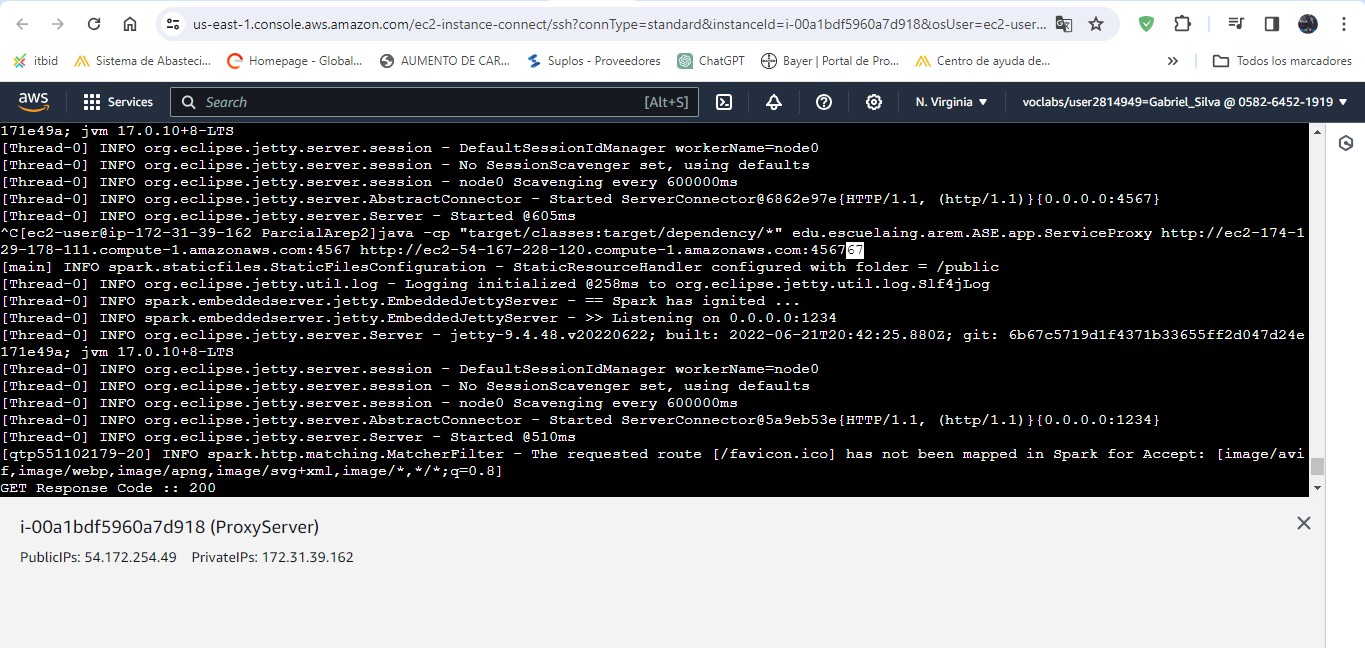 us-east-1.console.aws.amazon.com/ec2-instance-connect/ssh?connType=standard&instanceId=i-00a1bdf5960a7d918&osUser=ec2-user...
itbid
Sistema de Abasteci...
Homepage - Global...
AUMENTO DE CAR...
Suplos - Proveedores
ChatGPT
Bayer | Portal de Pro...
Centro de ayuda de...
»
Todos los marcadores
aws
Services
Search
[Alt+S]
N. Virginia
voclabs/user2814949=Gabriel_Silva @ 0582-6452-1919
171e49a; jvm 17.0.10+8-LTS
[Thread-0] INFO org.eclipse.jetty.server.session - DefaultSessionIdManager workerName=node0
[Thread-0] INFO org.eclipse.jetty.server.session - No SessionScavenger set, using defaults
[Thread-0] INFO org.eclipse.jetty.server.session - node0 Scavenging every 600000ms
[Thread-0] INFO org.eclipse.jetty.server.AbstractConnector - Started ServerConnector@6862e97e{HTTP/1.1, (http/1.1)}{0.0.0.0:4567}
[Thread-0] INFO org.eclipse.jetty.server.Server - Started @605ms
^C[ec2-user@ip-172-31-39-162 ParcialArep2]java -cp "target/classes:target/dependency/*" edu.escuelaing.arem.ASE.app.ServiceProxy http://ec2-174-1
29-178-111.compute-1.amazonaws.com:4567 http://ec2-54-167-228-120.compute-1.amazonaws.com:456767
[main] INFO spark.staticfiles.StaticFilesConfiguration - StaticResourceHandler configured with folder = /public
[Thread-0] INFO org.eclipse.jetty.util.log - Logging initialized @258ms to org.eclipse.jetty.util.log.Slf4jLog
[Thread-0] INFO spark.embeddedserver.jetty.EmbeddedJettyServer - == Spark has ignited ...
[Thread-0] INFO spark.embeddedserver.jetty.EmbeddedJettyServer - >> Listening on 0.0.0.0:1234
[Thread-0] INFO org.eclipse.jetty.server.Server - jetty-9.4.48.v20220622; built: 2022-06-21T20:42:25.880Z; git: 6b67c5719d1f4371b33655ff2d047d24e
171e49a; jvm 17.0.10+8-LTS
[Thread-0] INFO org.eclipse.jetty.server.session - DefaultSessionIdManager workerName=node0
[Thread-0] INFO org.eclipse.jetty.server.session - No SessionScavenger set, using defaults
[Thread-0] INFO org.eclipse.jetty.server.session - node0 Scavenging every 600000ms
[Thread-0] INFO org.eclipse.jetty.server.AbstractConnector - Started ServerConnector@5a9eb53e{HTTP/1.1, (http/1.1)}{0.0.0.0:1234}
[Thread-0] INFO org.eclipse.jetty.server.Server - Started @510ms
[qtp551102179-20] INFO spark.http.matching.MatcherFilter - The requested route [/favicon.ico] has not been mapped in Spark for Accept: [image/avi
f,image/webp,image/apng,image/svg+xml,image/*,*/*;q=0.8]
GET Response Code :: 200
i-00a1bdf5960a7d918 (ProxyServer)
PublicIPs: 54.172.254.49 PrivateIPs: 172.31.39.162